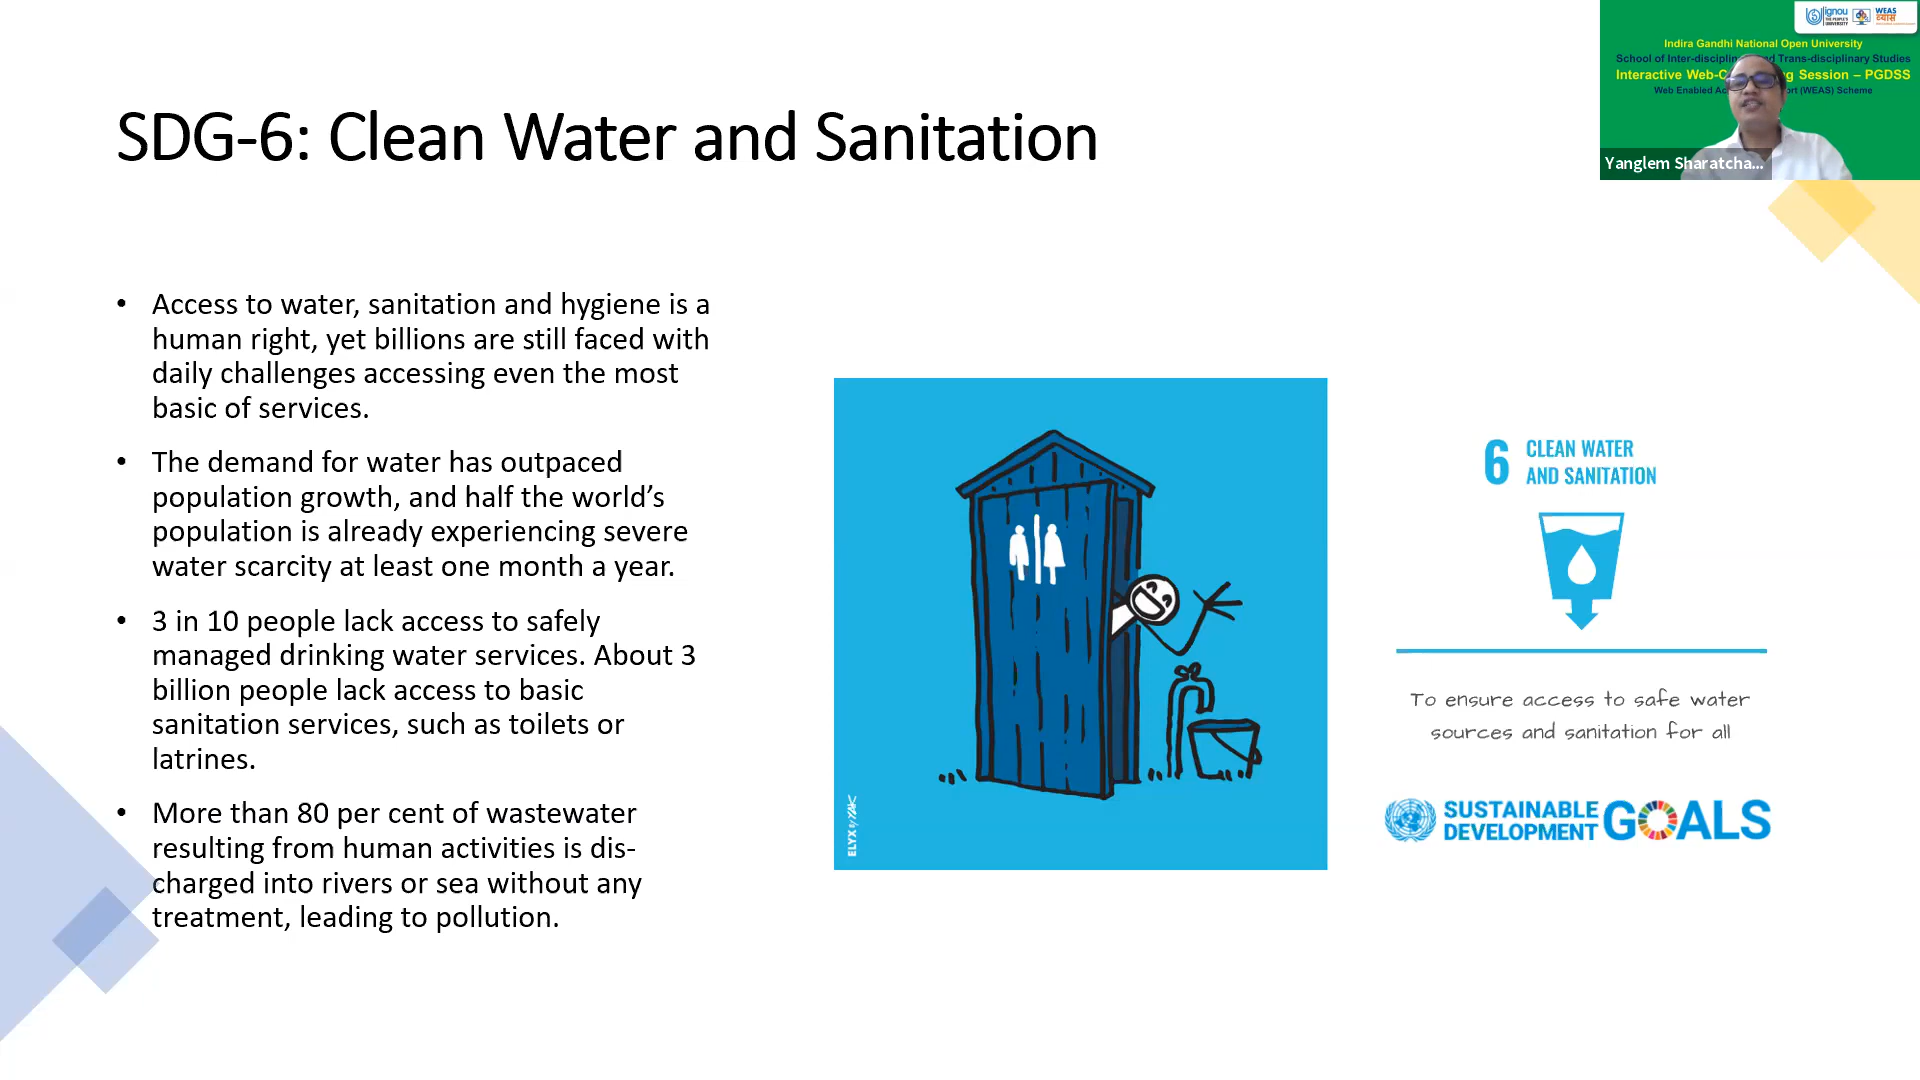 SDG-6: Clean Water and Sanitation
• Access to water, sanitation and hygiene is a
human right, yet billions are still faced with
daily challenges accessing even the most
basic of services.
• The demand for water has outpaced
population growth, and half the world’s
population is already experiencing severe
water scarcity at least one month a year.
• 3 in 10 people lack access to safely
managed drinking water services. About 3
billion people lack access to basic
sanitation services, such as toilets or
latrines.
• More than 80 per cent of wastewater
resulting from human activities is dis-
charged into rivers or sea without any
treatment, leading to pollution.
ELYX by YAK
6 CLEAN WATER
AND SANITATION
To ensure access to safe water
sources and sanitation for all
SUSTAINABLE
DEVELOPMENT
GOALS
ignou
THE PEOPLE'S
UNIVERSITY
WEAS
Indira Gandhi National Open University
School of Inter-disciplin d Trans-disciplinary Studies
Interactive Web-C g Session – PGDSS
Web Enabled Ac ort (WEAS) Scheme
Yanglem Sharatcha...